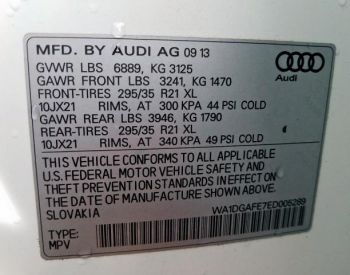 MFD. BY AUDI AG 09 13
GVWR LBS 6889, KG 3125
GAWR FRONT LBS 3241, KG 1470
FRONT-TIRES 295/35 R21 XL
10JX21 RIMS, AT 300 KPA 44 PSI COLD
GAWR REAR LBS 3946, KG 1790
REAR-TIRES 295/35 R21 XL
10JX21 RIMS, AT 340 KPA 49 PSI COLD
Audi
THIS VEHICLE CONFORMS TO ALL APPLICABLE
U.S. FEDERAL MOTOR VEHICLE SAFETY AND
THEFT PREVENTION STANDARDS IN EFFECT ON
THE DATE OF MANUFACTURE SHOWN ABOVE.
SLOVAKIA
WA1DGAFE7ED005289
TYPE:
MPV